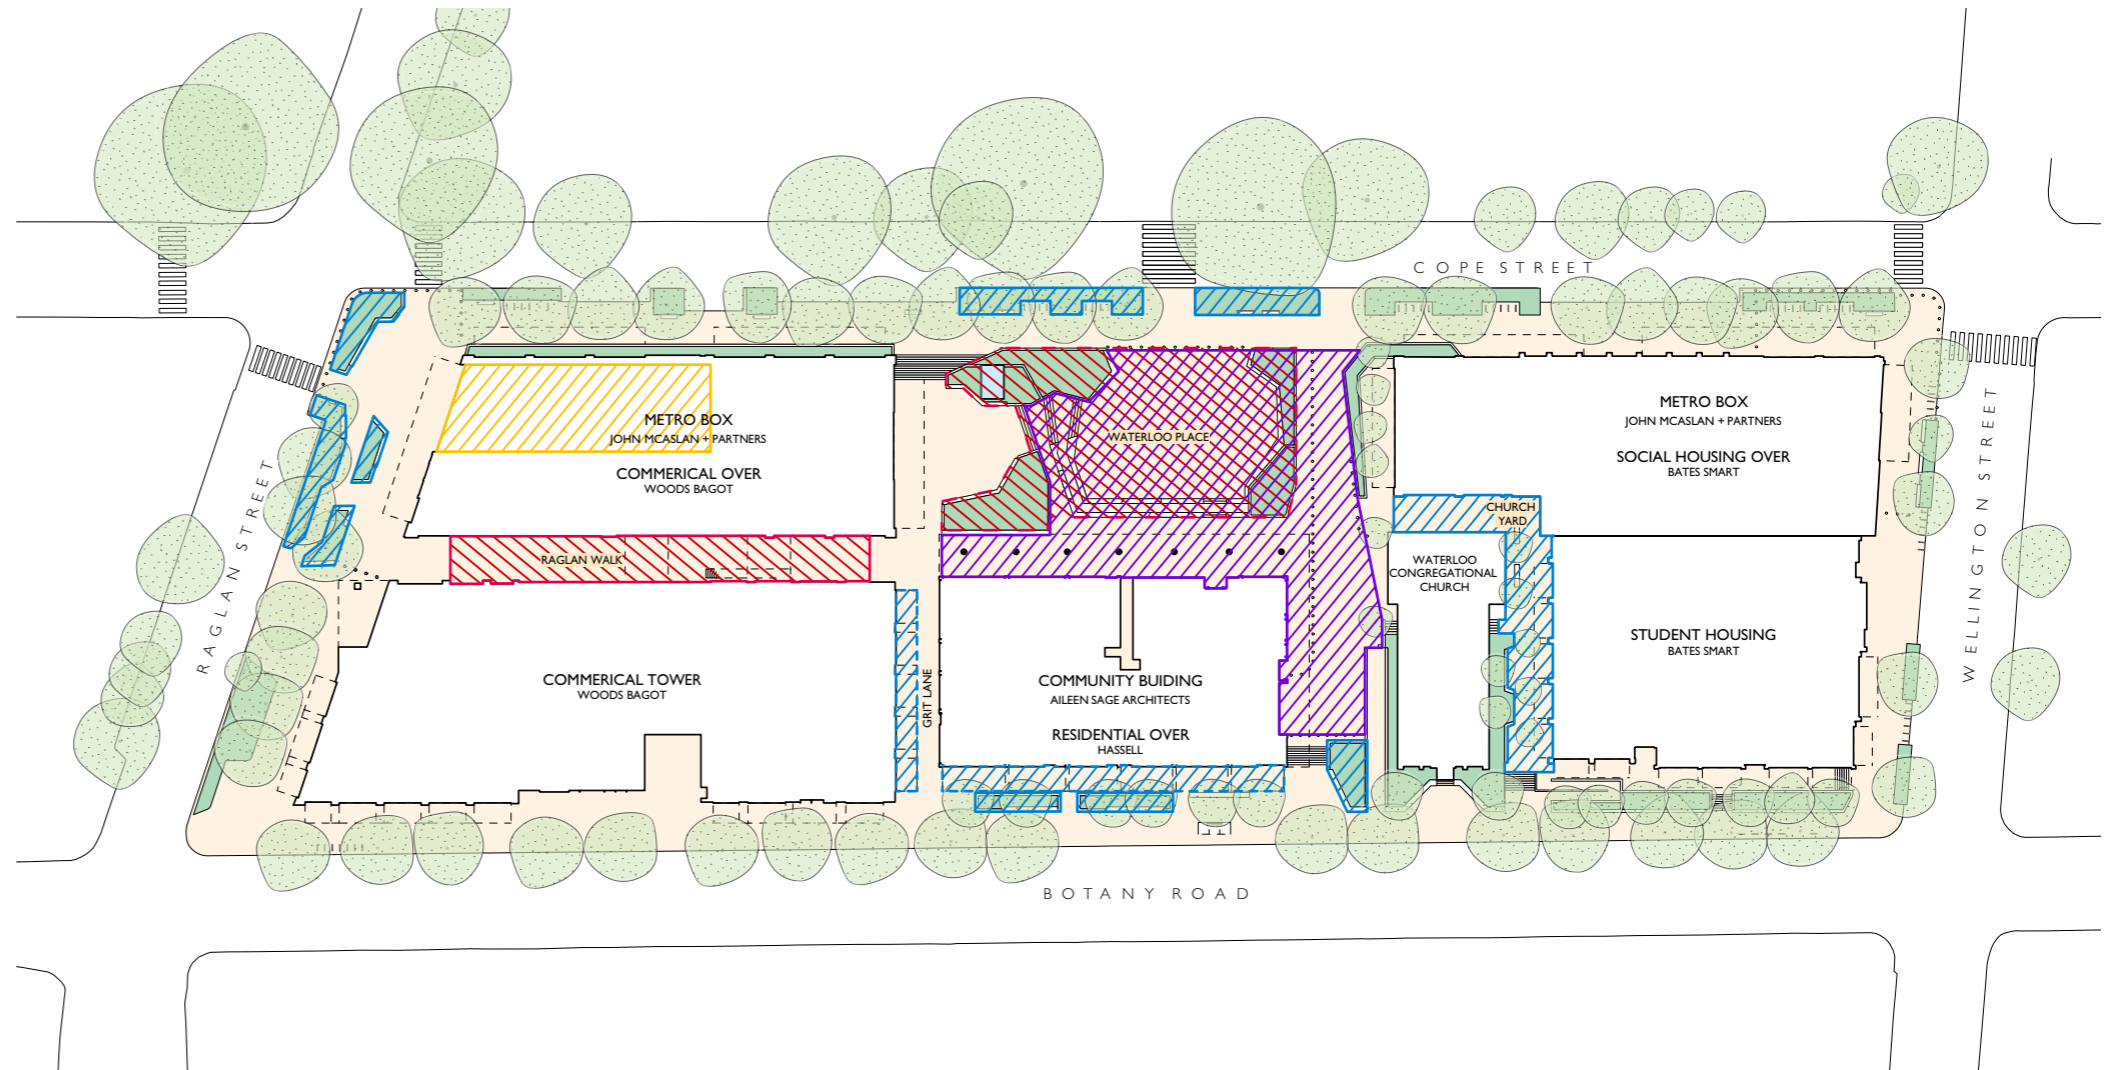 COPE STREET
METRO BOX
JOHN MCASLAN + PARTNERS
COMMERICAL OVER
WOODS BAGOT
WATERLOO PLACE
METRO BOX
JOHN MCASLAN + PARTNERS
SOCIAL HOUSING OVER
BATES SMART
CHURCH
YARD
RAGLAN STREET
RAGLAN WALK
WATERLOO
CONGREGATIONAL
CHURCH
WELLINGTON STREET
COMMERICAL TOWER
WOODS BAGOT
GRIT LANE
COMMUNITY BUIDING
AILEEN SAGE ARCHITECTS
RESIDENTIAL OVER
HASSELL
STUDENT HOUSING
BATES SMART
BOTANY ROAD